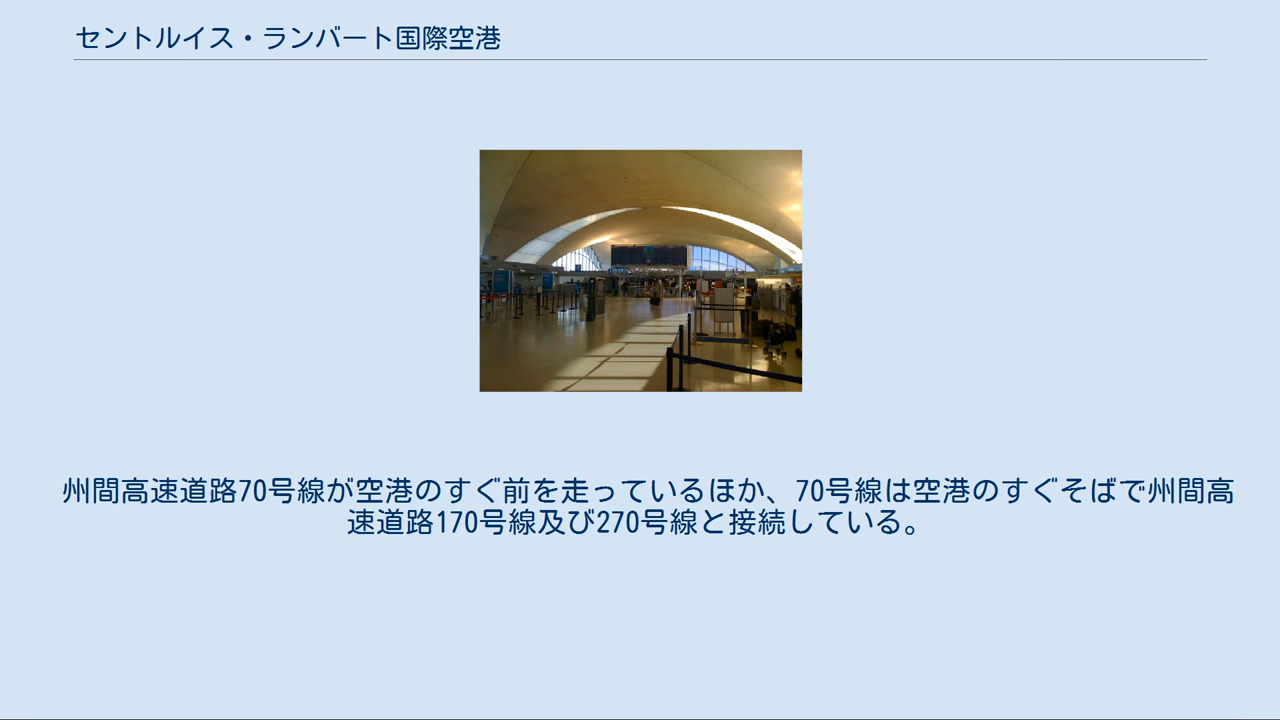 セントルイス・ランバート国際空港
州間高速道路70号線が空港のすぐ前を走っているほか、70号線は空港のすぐそばで州間高
速道路170号線及び270号線と接続している。